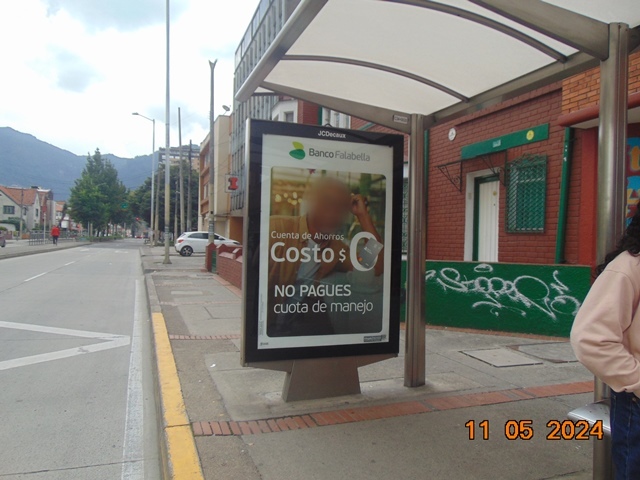 JCDecaux
Banco Falabella
Cuenta de Ahorros
Costo $0
NO PAGUES
cuota de manejo
11 05 2024